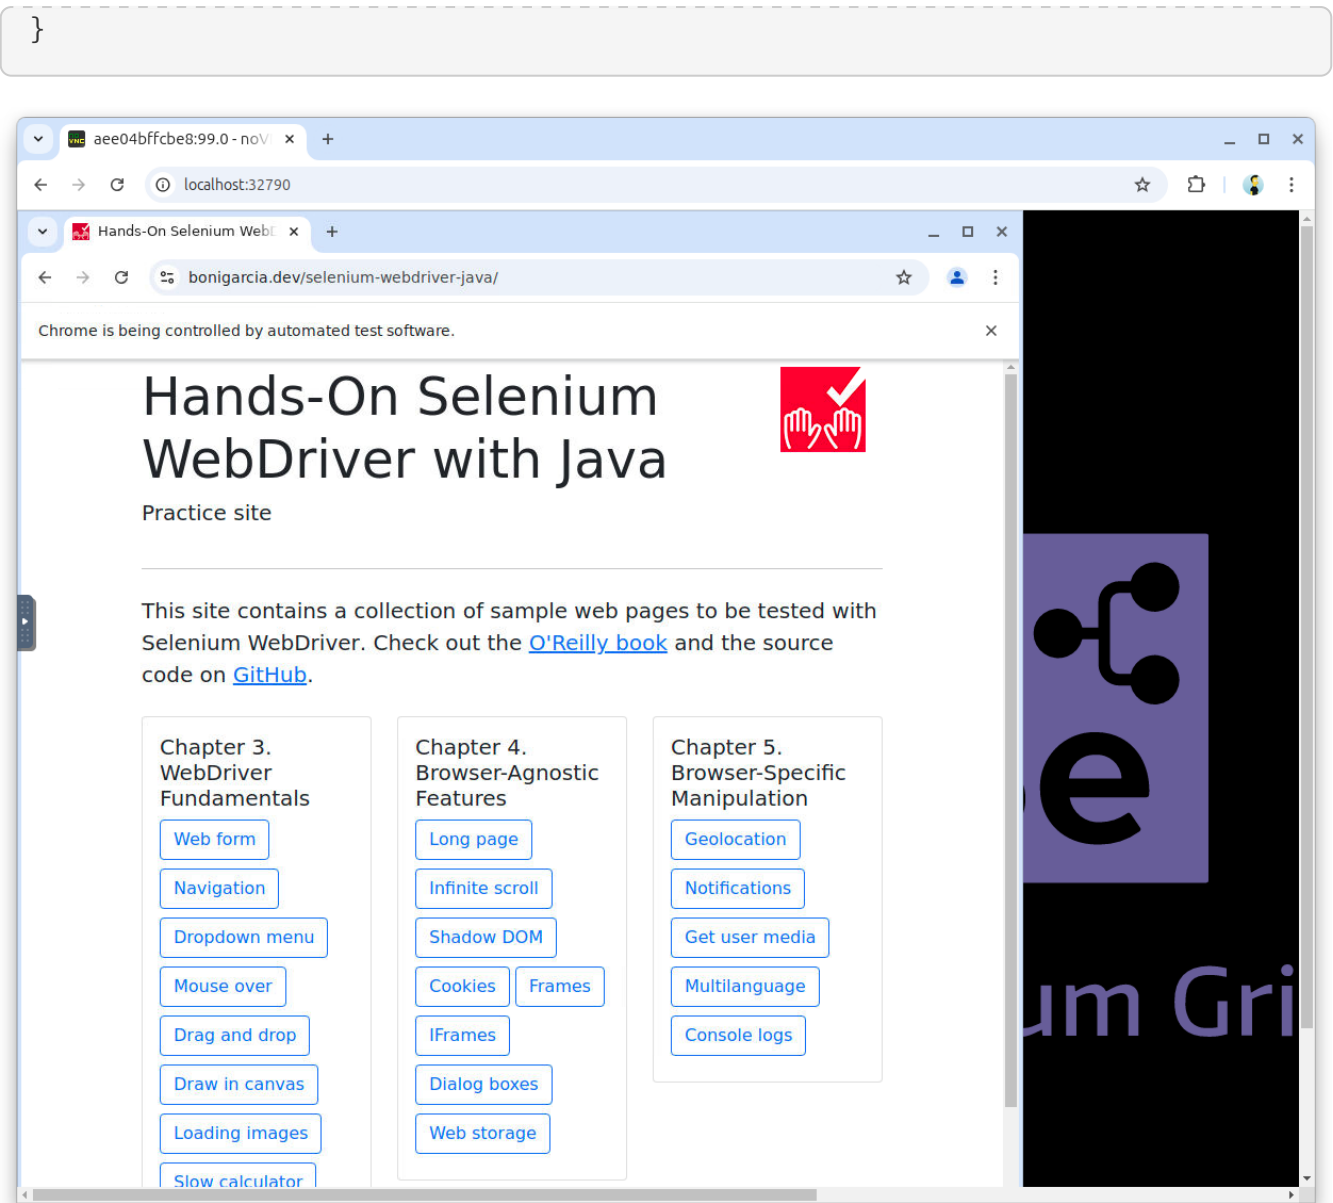 }
aee04bffcbe8:99.0 - noV
localhost:32790
Hands-On Selenium Web
bonigarcia.dev/selenium-webdriver-java/
Chrome is being controlled by automated test software.
Hands-On Selenium
WebDriver with Java
Practice site
This site contains a collection of sample web pages to be tested with
Selenium WebDriver. Check out the O'Reilly book and the source
code on GitHub.
Chapter 3.
WebDriver
Fundamentals
Web form
Navigation
Dropdown menu
Mouse over
Drag and drop
Draw in canvas
Loading images
Slow calculator
Chapter 4.
Browser-Agnostic
Features
Long page
Infinite scroll
Shadow DOM
Cookies Frames
IFrames
Dialog boxes
Web storage
Chapter 5.
Browser-Specific
Manipulation
Geolocation
Notifications
Get user media
Multilanguage
Console logs
e
um Gri